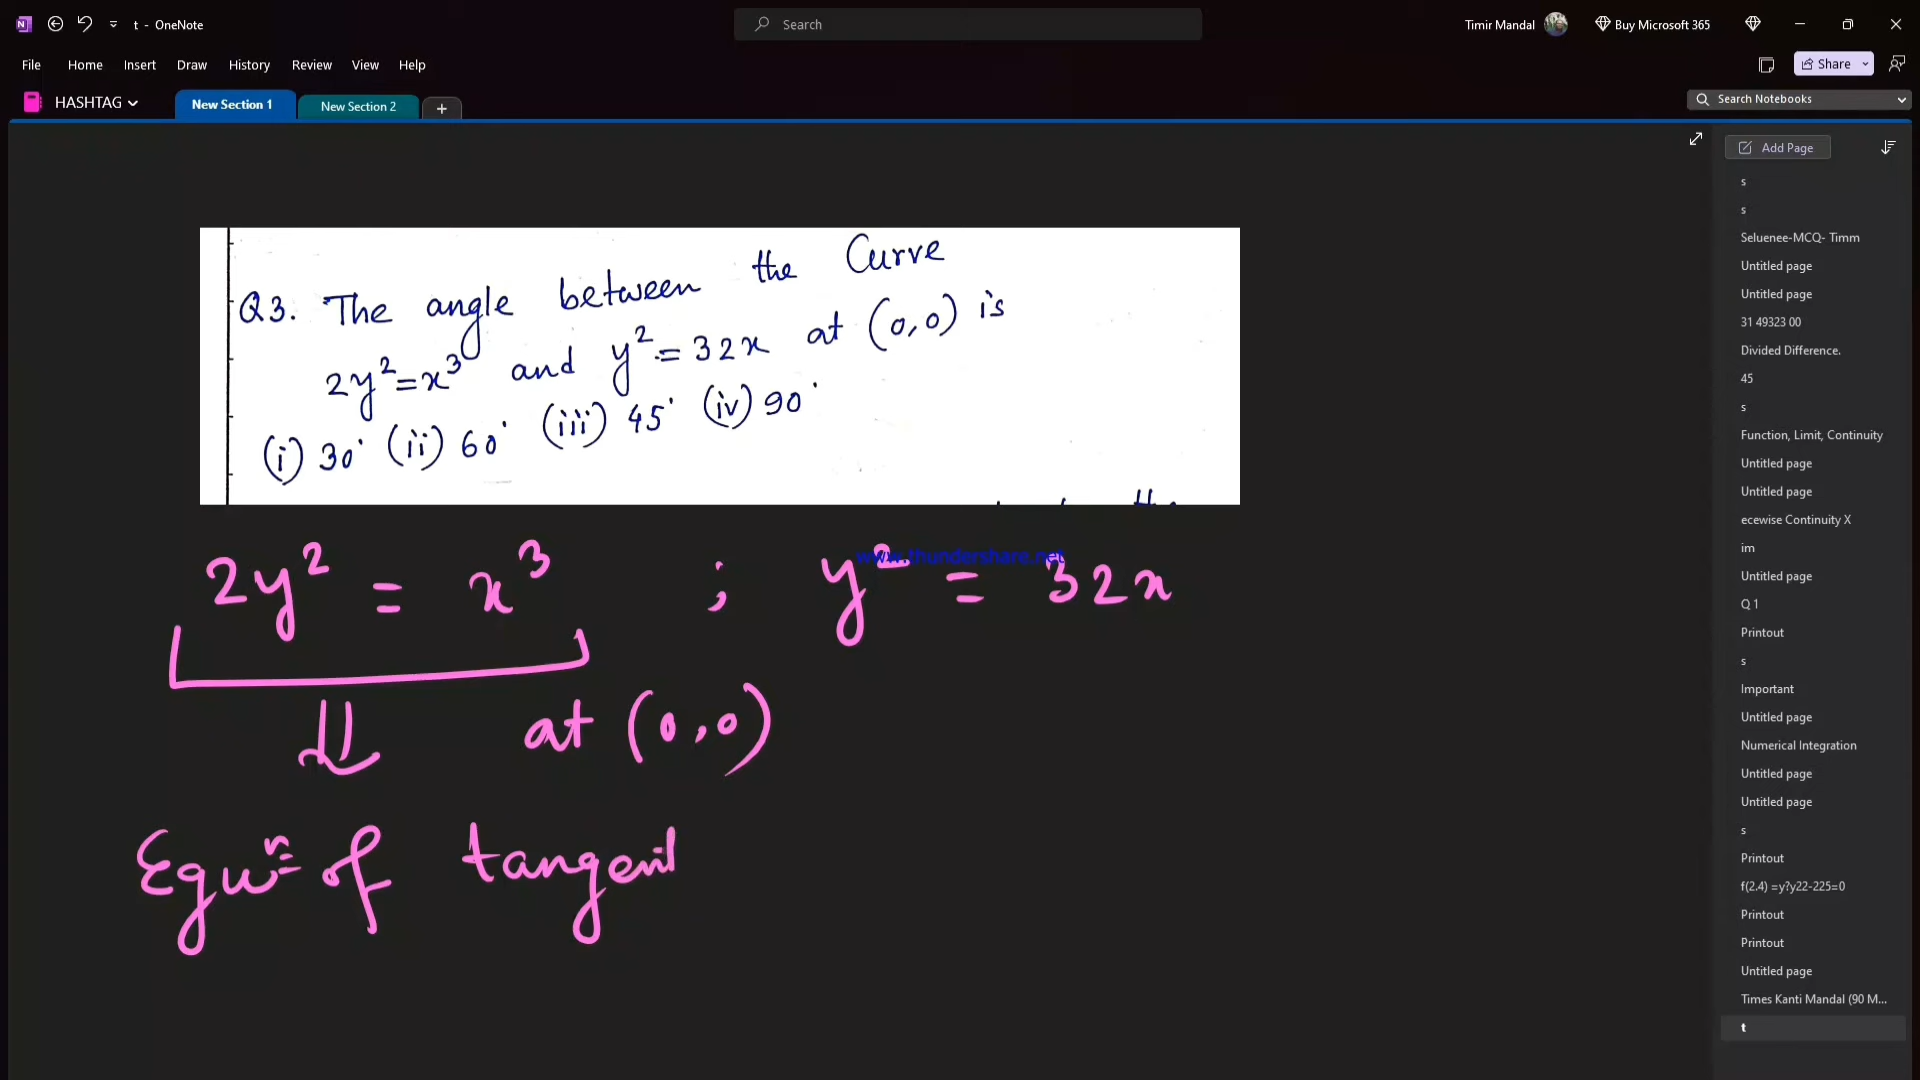 t - OneNote
Search
Timir Mandal
Buy Microsoft 365
File Home Insert Draw History Review View Help
Share
HASHTAG
New Section 1
New Section 2
+
Search Notebooks
Add Page
s
s
Seluenee-MCQ- Timm
Untitled page
Untitled page
31 49323 00
Divided Difference.
45
s
Function, Limit, Continuity
Untitled page
Untitled page
ecewise Continuity X
im
Untitled page
Q 1
Printout
s
Important
Untitled page
Numerical Integration
Untitled page
Untitled page
s
Printout
f(2.4) =y?y22-225=0
Printout
Printout
Untitled page
Times Kanti Mandal (90 M...
t
Q3. The angle between the Curve
2y²=x³ and y²=32x at (0,0) is
(i) 30° (ii) 60° (iii) 45° (iv) 90°
www.thundershare.net
2y² = x³ ; y² = 32x
at (0,0)
Equⁿ of tangent